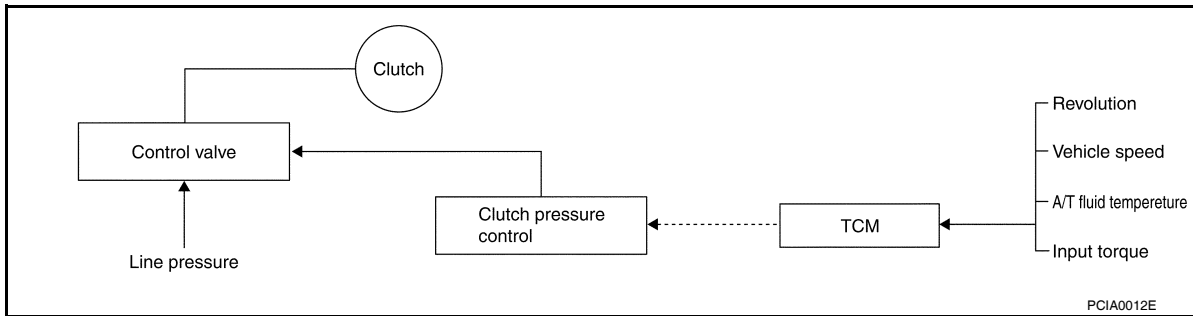 Clutch
Control valve
Line pressure
Clutch pressure
control
TCM
Revolution
Vehicle speed
A/T fluid tempereture
Input torque
PCIA0012E